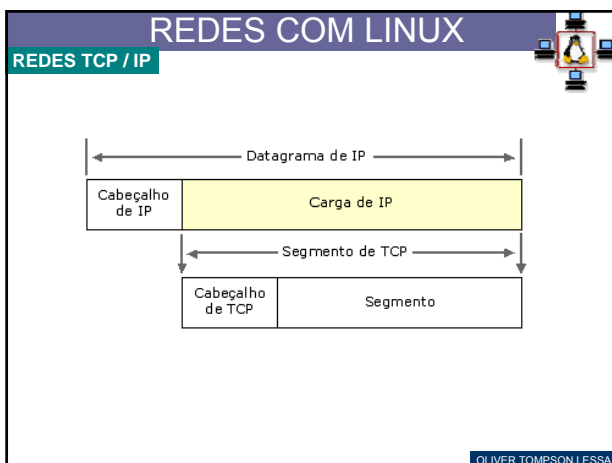 REDES COM LINUX
REDES TCP / IP
Datagrama de IP
Cabeçalho
de IP
Carga de IP
Segmento de TCP
Cabeçalho
de TCP
Segmento
OLIVER TOMPSON LESSA